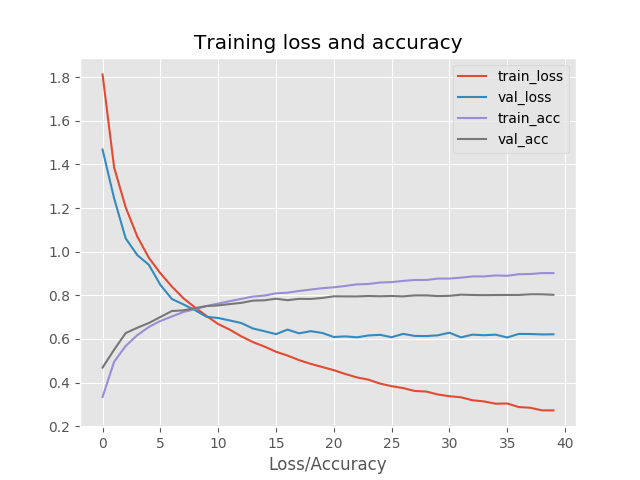 Training loss and accuracy
train_loss
val_loss
train_acc
val_acc
1.8
1.6
1.4
1.2
1.0
0.8
0.6
0.4
0.2
0 5 10 15 20 25 30 35 40
Loss/Accuracy